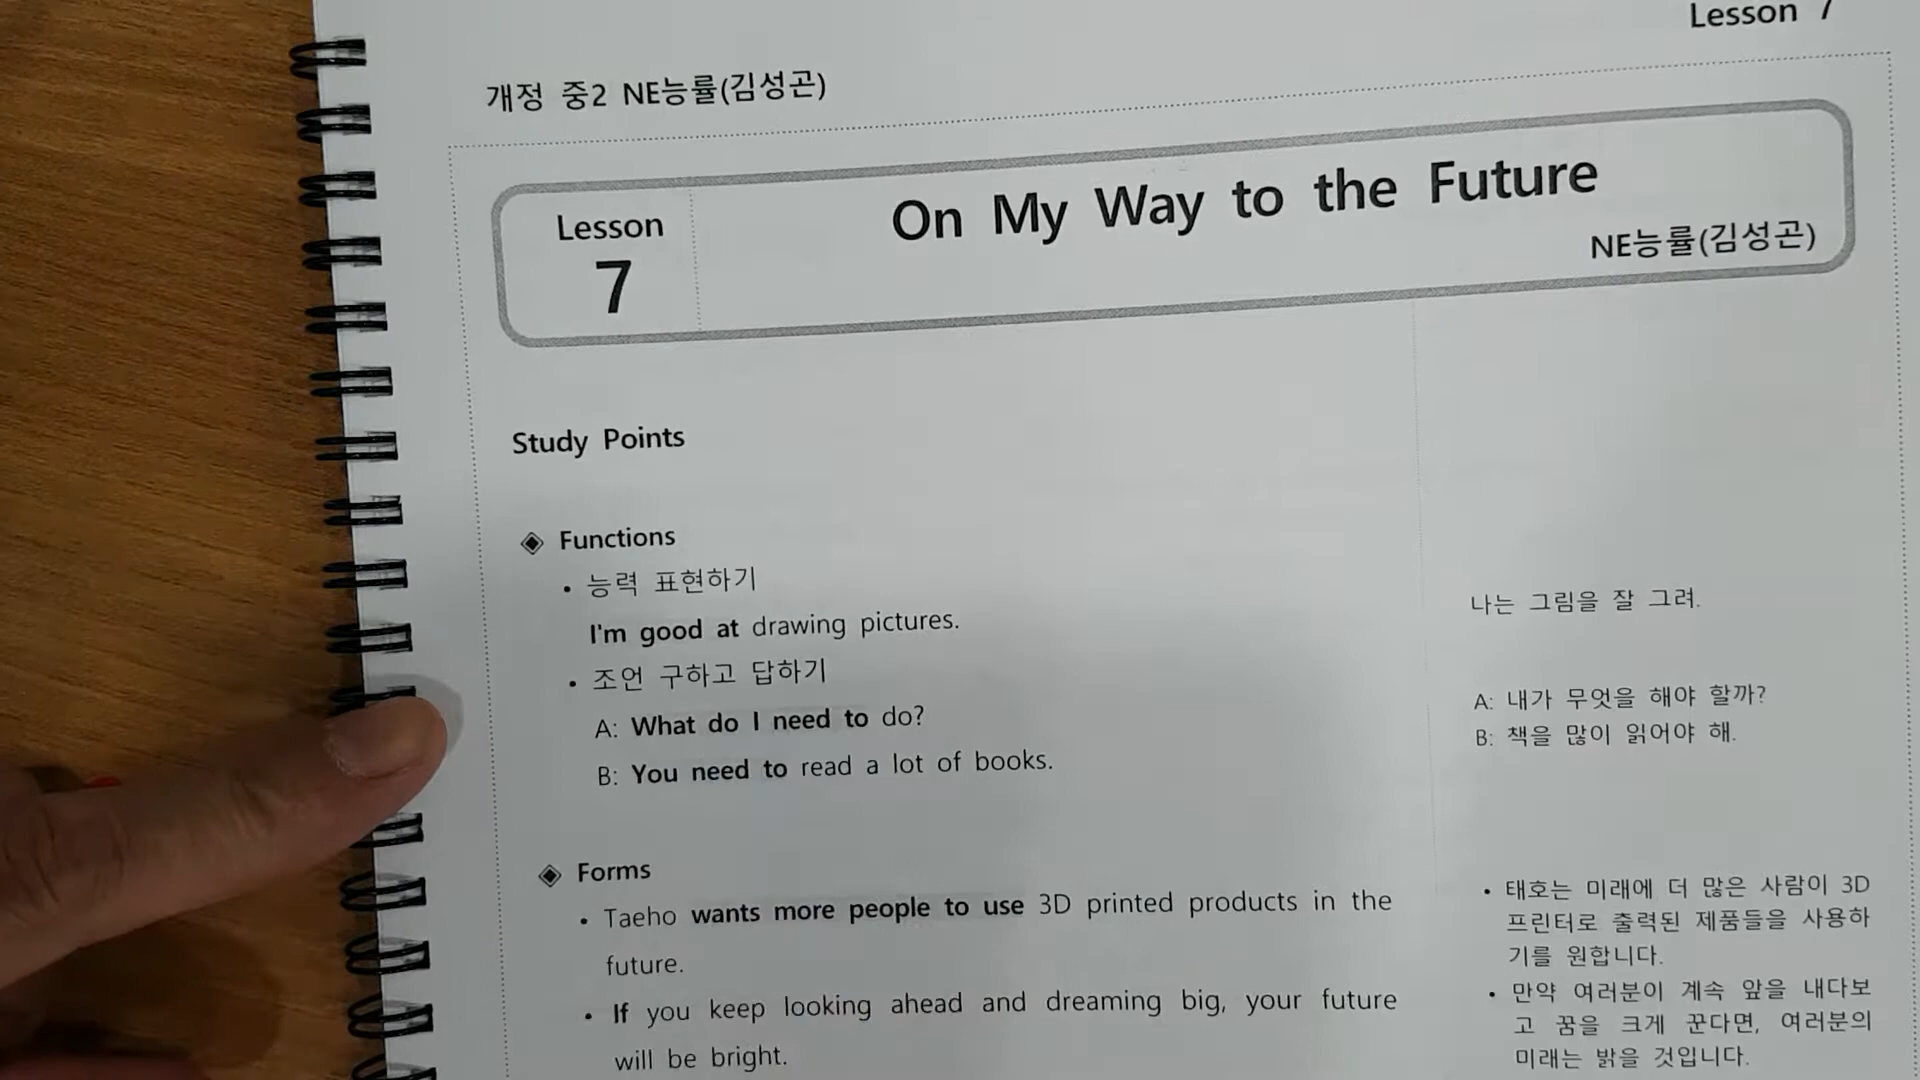 Lesson 7
개정 중2 NE능률(김성곤)
Lesson
7
On My Way to the Future
NE능률(김성곤)
Study Points
◈ Functions
• 능력 표현하기
I'm good at drawing pictures.
나는 그림을 잘 그려.
• 조언 구하고 답하기
A: What do I need to do?
A: 내가 무엇을 해야 할까?
B: You need to read a lot of books.
B: 책을 많이 읽어야 해.
◈ Forms
• Taeho wants more people to use 3D printed products in the
future.
• If you keep looking ahead and dreaming big, your future
will be bright.
• 태호는 미래에 더 많은 사람이 3D
프린터로 출력된 제품들을 사용하
기를 원합니다.
• 만약 여러분이 계속 앞을 내다보
고 꿈을 크게 꾼다면, 여러분의
미래는 밝을 것입니다.